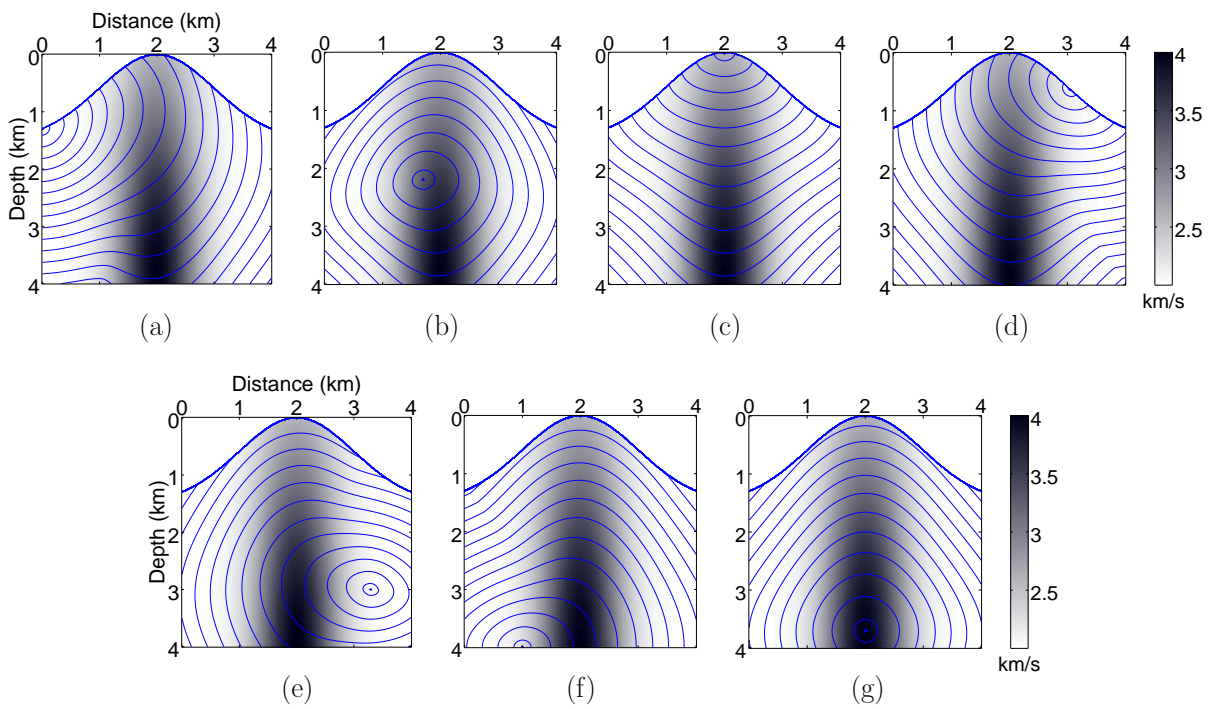 Distance (km)
0 1 2 3 4 0 1 2 3 4 0 1 2 3 4 0 1 2 3 4
0 0 0 0 4
1 1 1 1 3.5
2 2 2 2 3
3 3 3 3 2.5
4 4 4 4
Depth (km)
km/s
(a) (b) (c) (d)
Distance (km)
0 1 2 3 4 0 1 2 3 4 0 1 2 3 4
0 0 0 4
1 1 1 3.5
2 2 2 3
3 3 3 2.5
4 4 4
Depth (km)
km/s
(e) (f) (g)